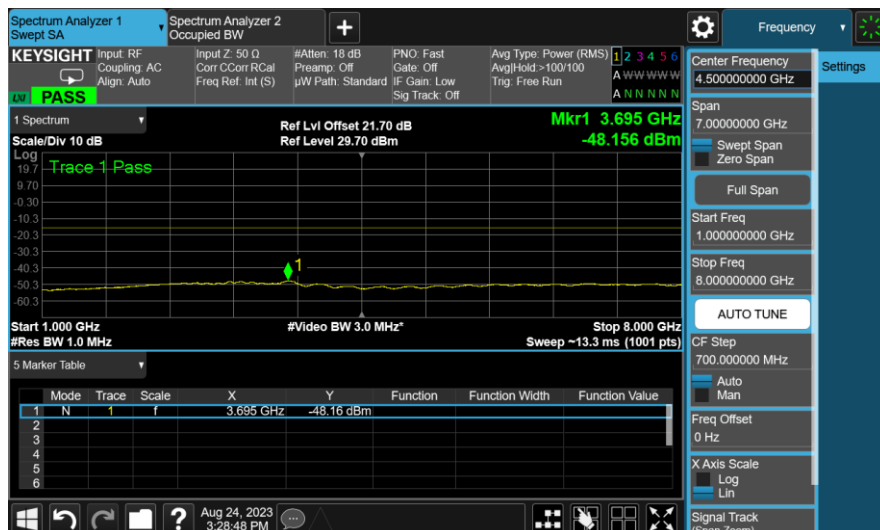 Spectrum Analyzer 1
Swept SA
Spectrum Analyzer 2
Occupied BW
+
Frequency
KEYSIGHT
Input: RF
Coupling: AC
Align: Auto
Input Z: 50 Ω
Corr CCorr RCal
Freq Ref: Int (S)
#Atten: 18 dB
Preamp: Off
µW Path: Standard
PNO: Fast
Gate: Off
IF Gain: Low
Sig Track: Off
Avg Type: Power (RMS)
Avg|Hold:>100/100
Trig: Free Run
1 2 3 4 5 6
A W W W W W
A N N N N N
LXI
PASS
1 Spectrum
Scale/Div 10 dB
Ref Lvl Offset 21.70 dB
Ref Level 29.70 dBm
Mkr1 3.695 GHz
-48.156 dBm
Log
Trace 1 Pass
19.7
9.70
-0.30
-10.3
-20.3
-30.3
-40.3
-50.3
-60.3
1
Start 1.000 GHz
#Res BW 1.0 MHz
#Video BW 3.0 MHz*
Stop 8.000 GHz
Sweep ~13.3 ms (1001 pts)
5 Marker Table
Mode Trace Scale X Y Function Function Width Function Value
1 N 1 f 3.695 GHz -48.16 dBm
2
3
4
5
6
Aug 24, 2023
3:28:48 PM
?
Center Frequency
4.500000000 GHz
Span
7.00000000 GHz
Swept Span
Zero Span
Full Span
Start Freq
1.000000000 GHz
Stop Freq
8.000000000 GHz
AUTO TUNE
CF Step
700.000000 MHz
Auto
Man
Freq Offset
0 Hz
X Axis Scale
Log
Lin
Signal Track
(Span Zoom)
Settings